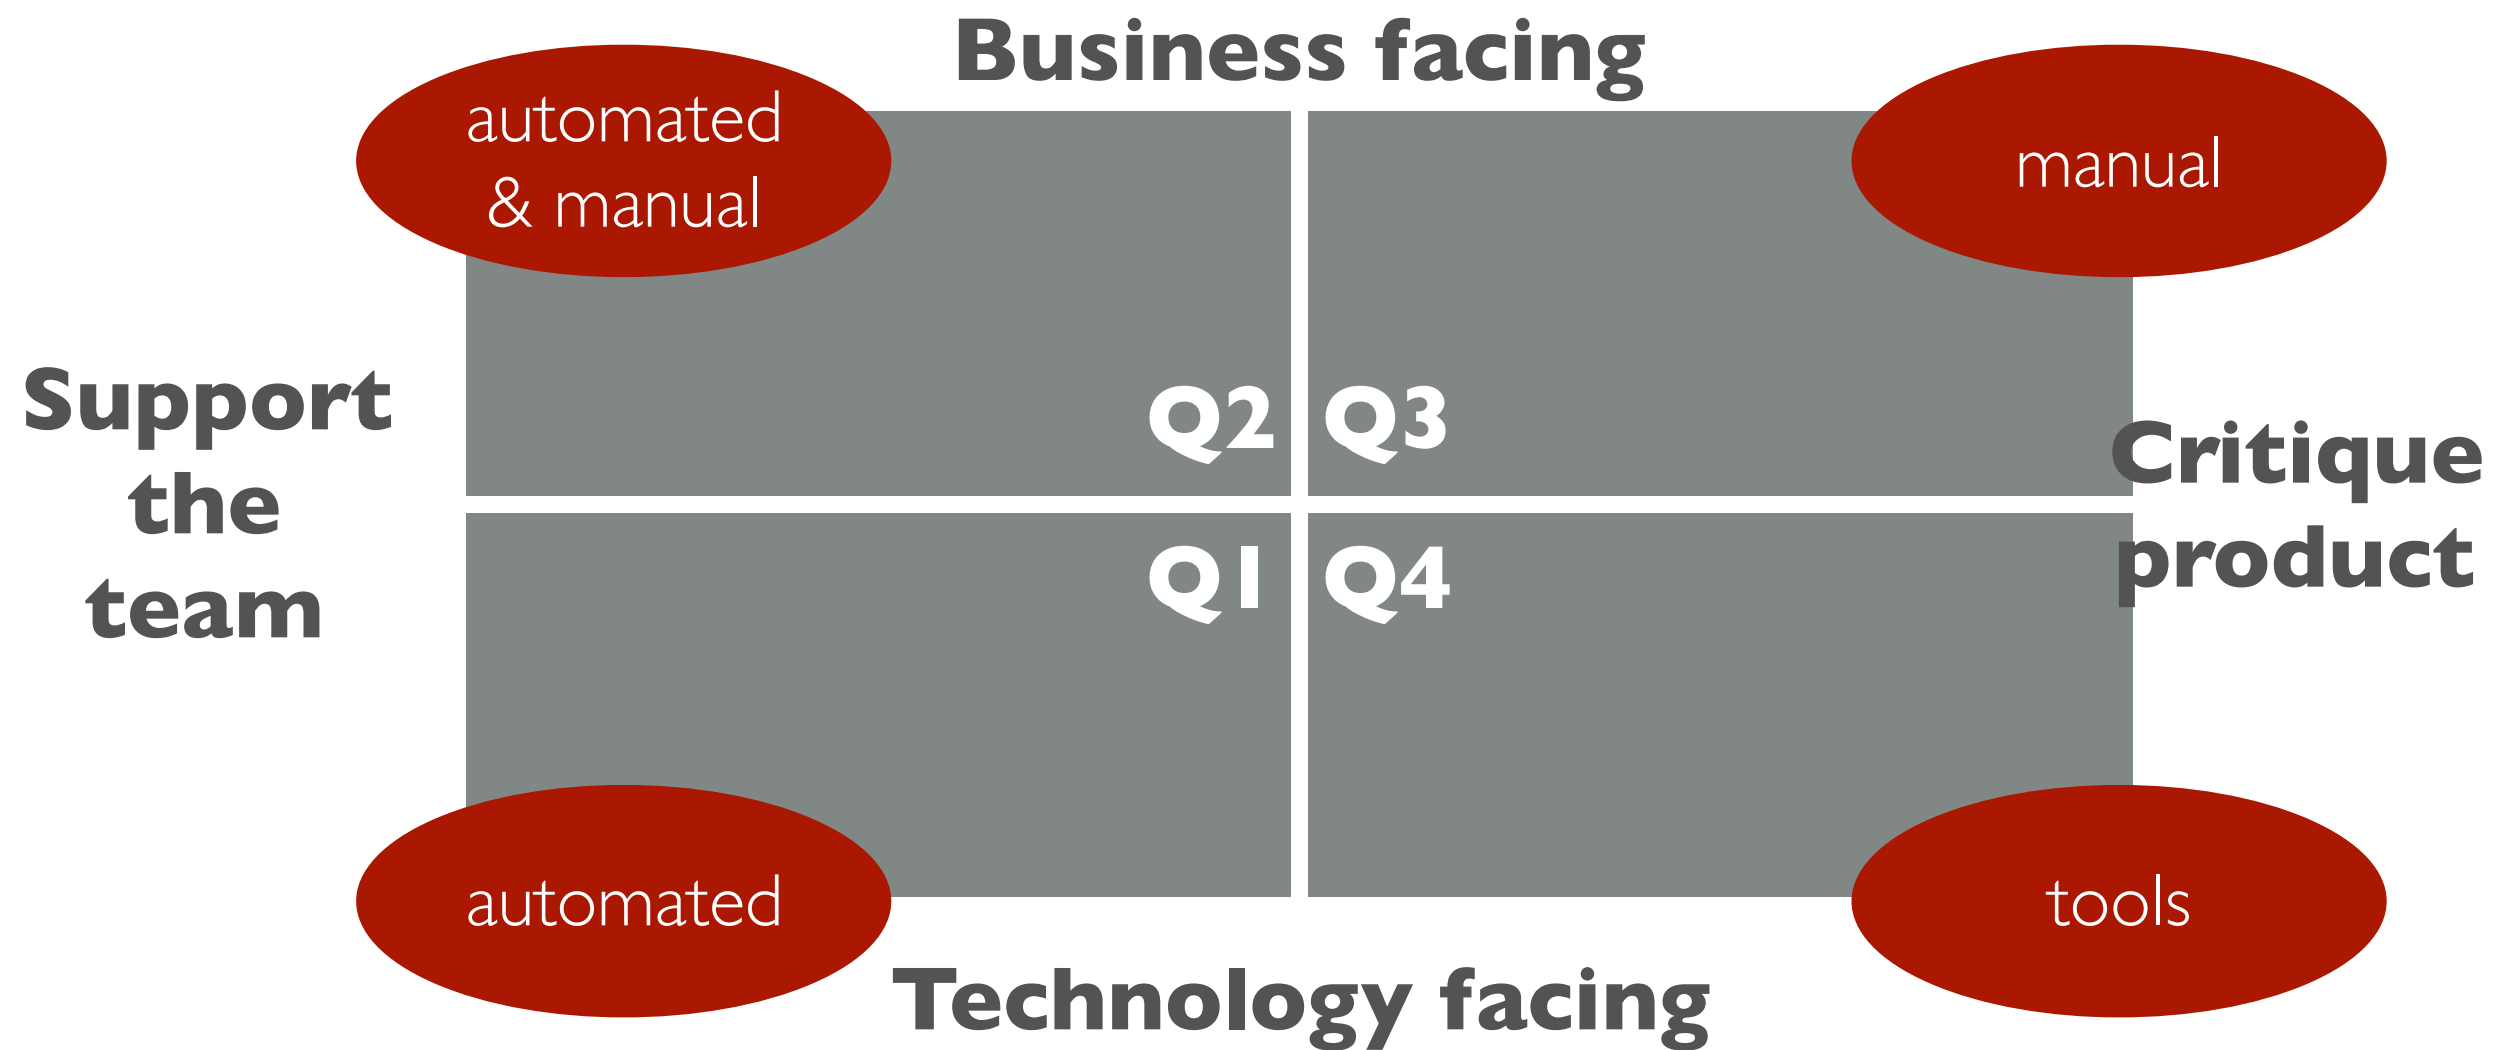 Business facing
automated
& manual
manual
Support
the
team
Q2
Q3
Critique
product
Q1
Q4
automated
tools
Technology facing